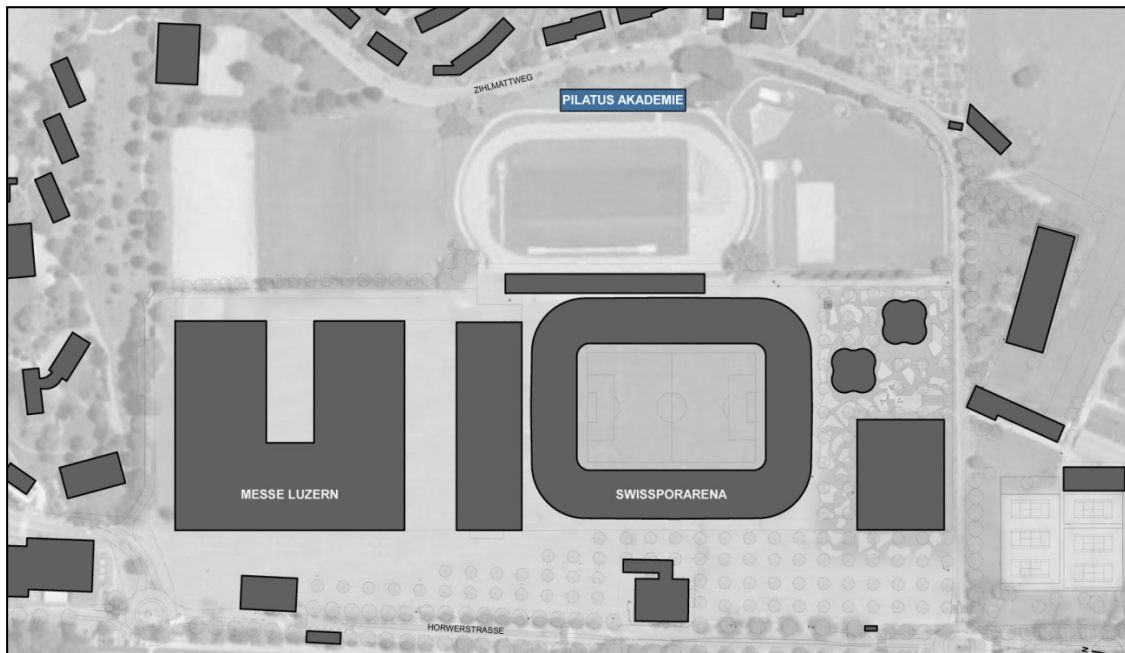 ZIHLMATTWEG
PILATUS AKADEMIE
MESSE LUZERN
SWISSPORARENA
HORWERSTRASSE
N